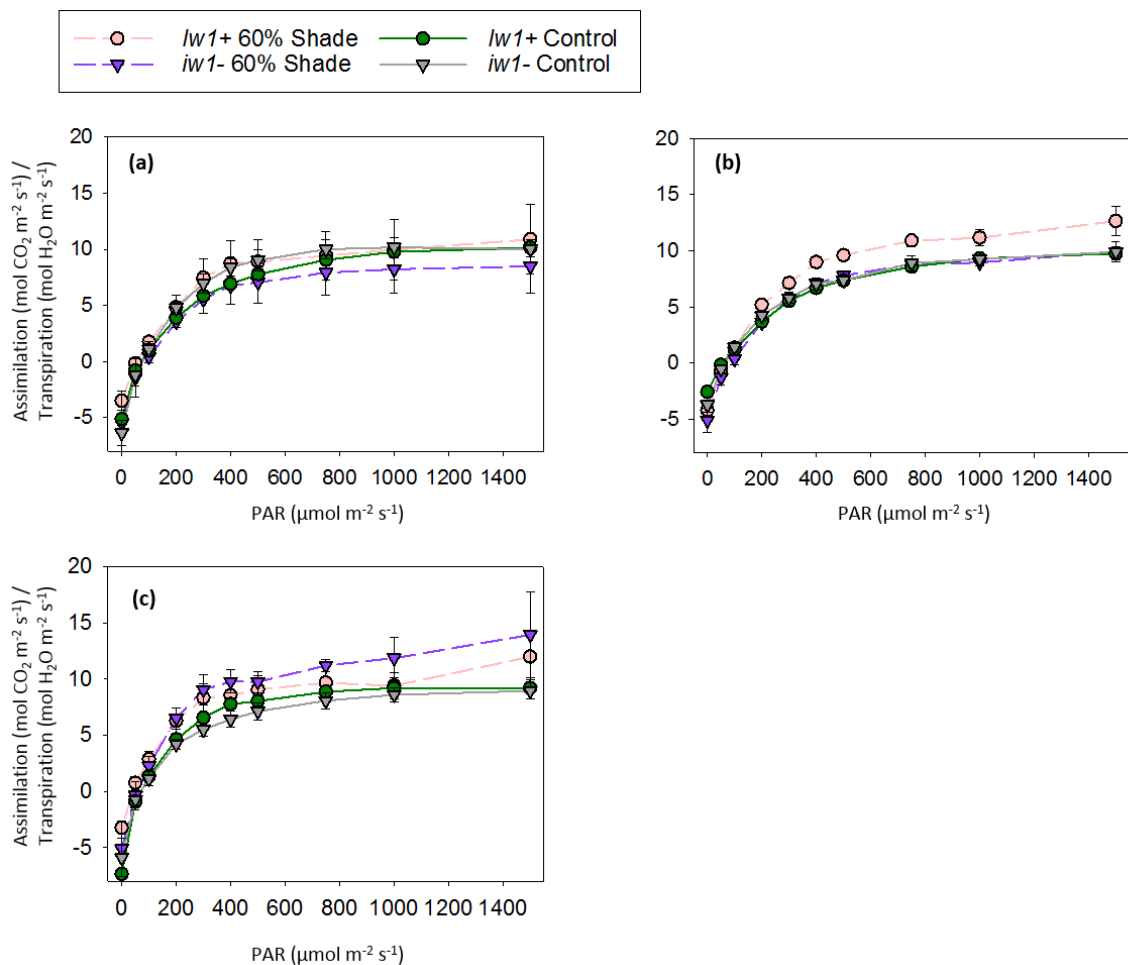 lw1+ 60% Shade lw1+ Control
iw1- 60% Shade iw1- Control
(a)
Assimilation (mol CO₂ m⁻² s⁻¹) /
Transpiration (mol H₂O m⁻² s⁻¹)
20
15
10
5
0
-5
0 200 400 600 800 1000 1200 1400
PAR (µmol m⁻² s⁻¹)
(b)
20
15
10
5
0
-5
0 200 400 600 800 1000 1200 1400
PAR (µmol m⁻² s⁻¹)
(c)
Assimilation (mol CO₂ m⁻² s⁻¹) /
Transpiration (mol H₂O m⁻² s⁻¹)
20
15
10
5
0
-5
0 200 400 600 800 1000 1200 1400
PAR (µmol m⁻² s⁻¹)